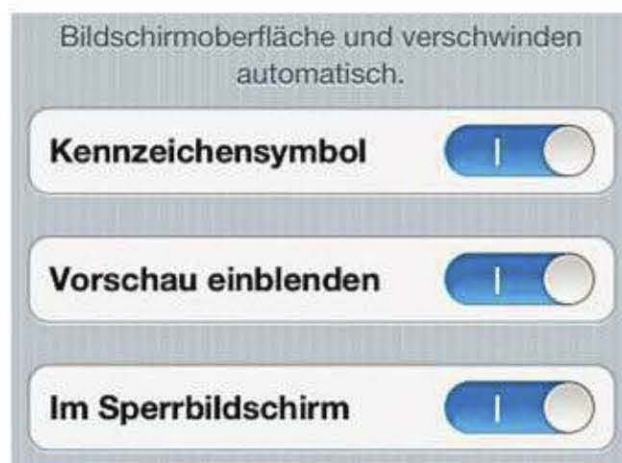 Bildschirmoberfläche und verschwinden
automatisch.
Kennzeichensymbol
Vorschau einblenden
Im Sperrbildschirm